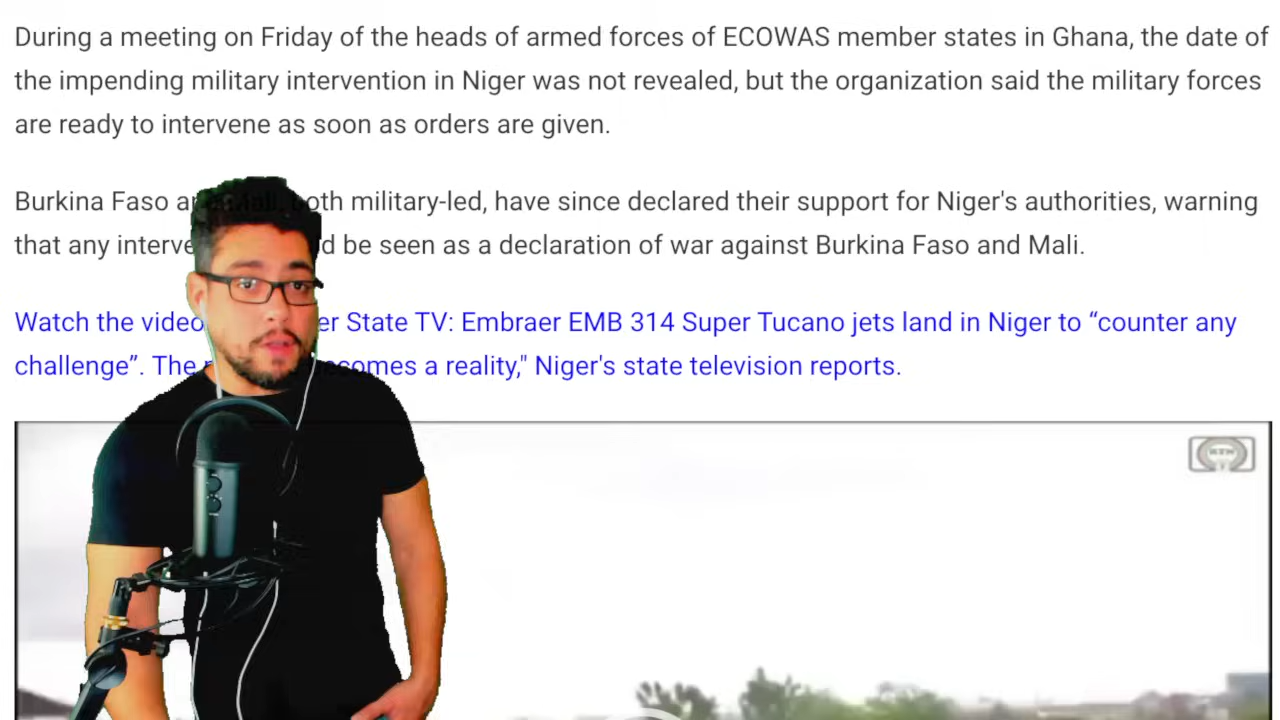 During a meeting on Friday of the heads of armed forces of ECOWAS member states in Ghana, the date of
the impending military intervention in Niger was not revealed, but the organization said the military forces
are ready to intervene as soon as orders are given.
Burkina Faso and Mali, both military-led, have since declared their support for Niger's authorities, warning
that any interve d be seen as a declaration of war against Burkina Faso and Mali.
Watch the video er State TV: Embraer EMB 314 Super Tucano jets land in Niger to “counter any
challenge”. The ecomes a reality," Niger's state television reports.
RTN